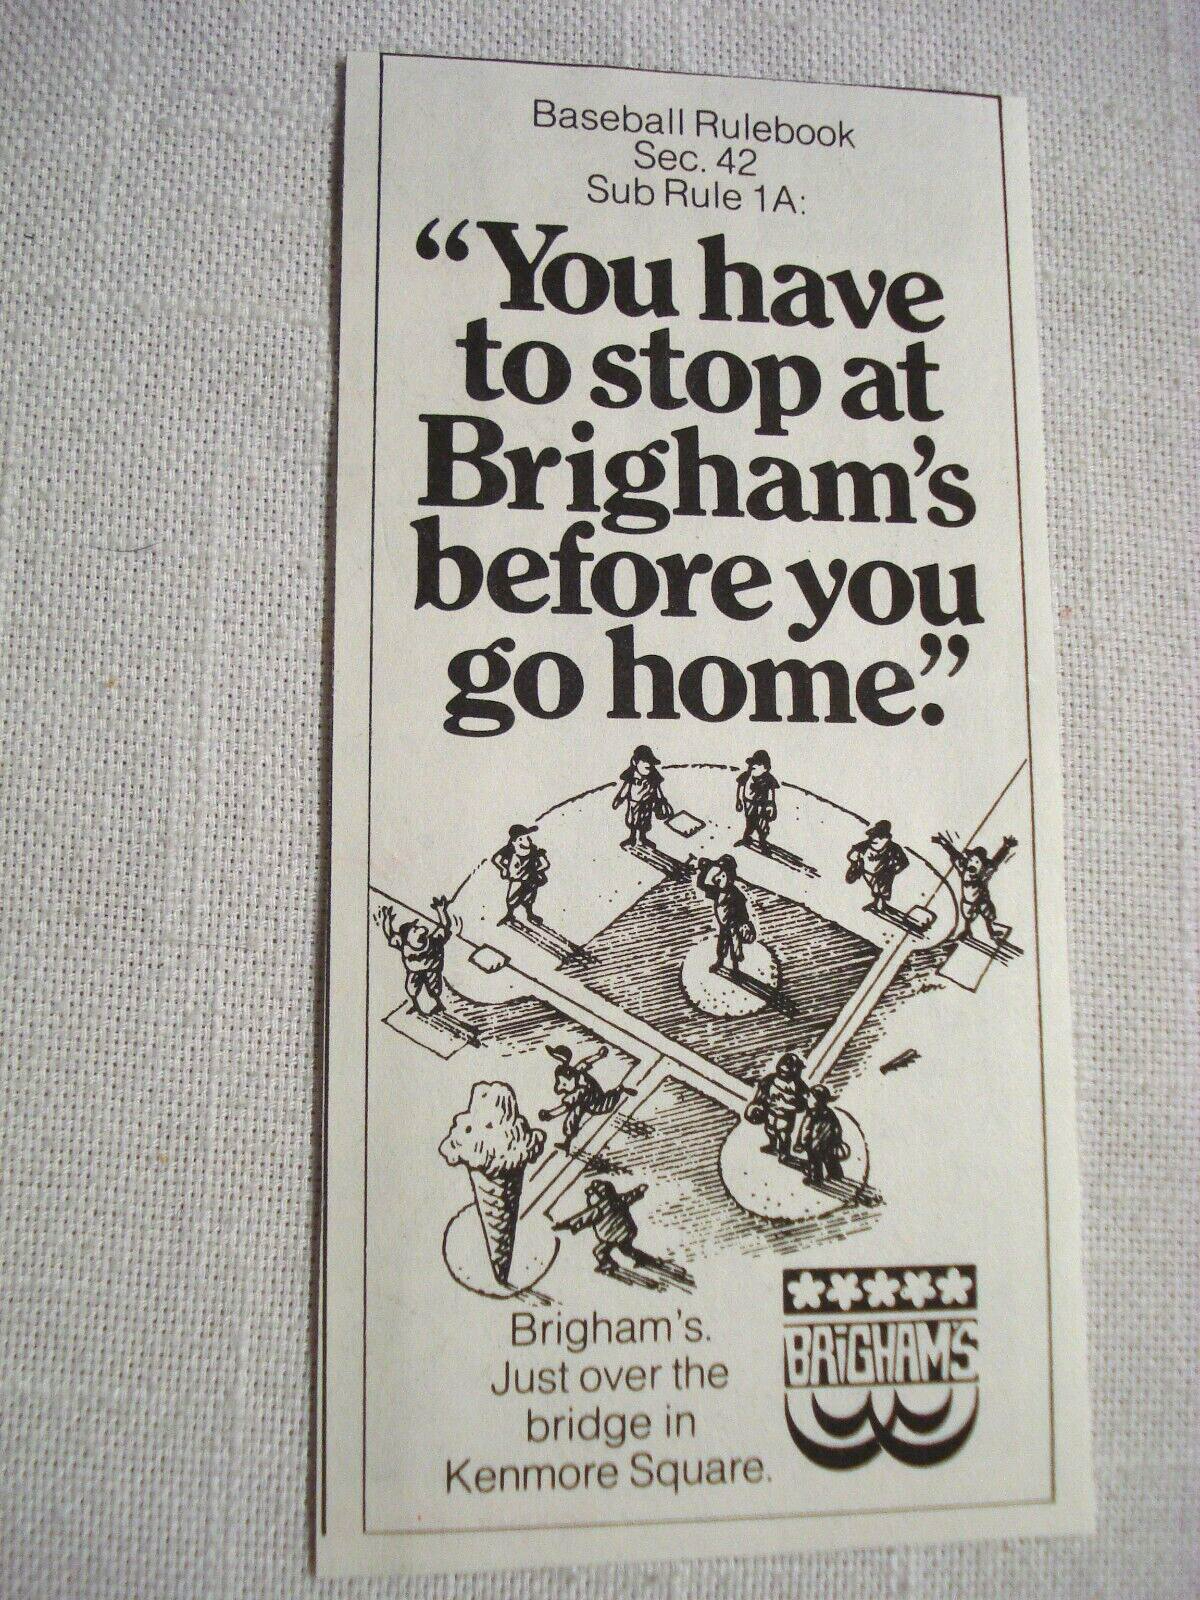 Baseball Rulebook
Sec. 42
Sub Rule 1A:
“You have
to stop at
Brigham’s
before you
go home.”
Brigham’s.
Just over the
bridge in
Kenmore Square.
BRiGHAM'S